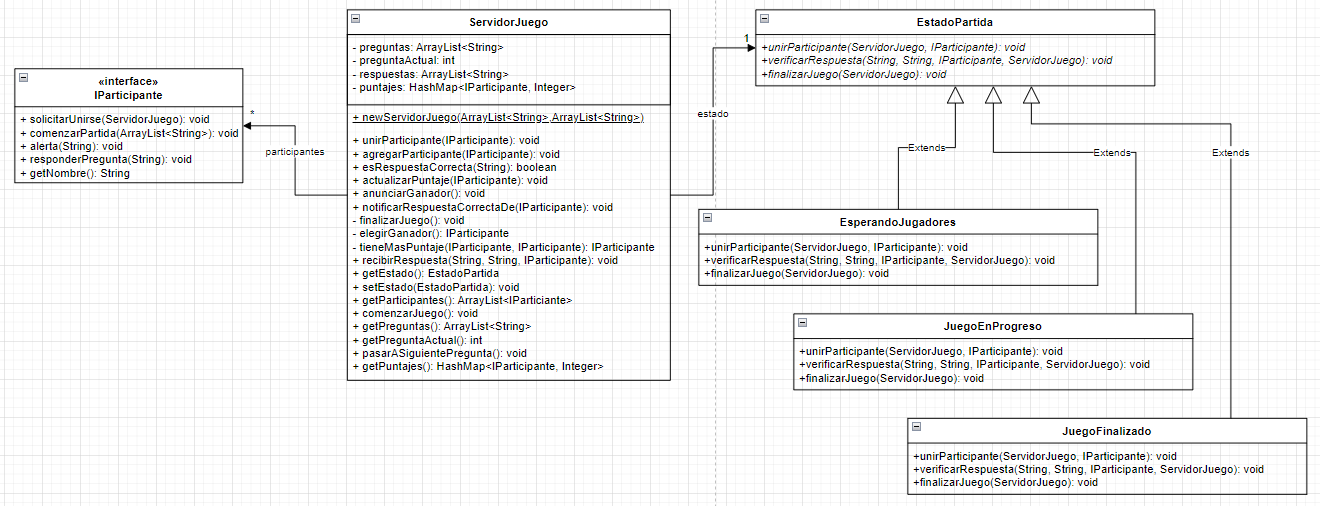 «interface»
IParticipante
+ solicitarUnirse(ServidorJuego): void
+ comenzarPartida(ArrayList<String>): void
+ alerta(String): void
+ responderPregunta(String): void
+ getNombre(): String
*
participantes
ServidorJuego
- preguntas: ArrayList<String>
- preguntaActual: int
- respuestas: ArrayList<String>
- puntajes: HashMap<IParticipante, Integer>
+ newServidorJuego(ArrayList<String>,ArrayList<String>)
+ unirParticipante(IParticipante): void
+ agregarParticipante(IParticipante): void
+ esRespuestaCorrecta(String): boolean
+ actualizarPuntaje(IParticipante): void
+ anunciarGanador(): void
+ notificarRespuestaCorrectaDe(IParticipante): void
- finalizarJuego(): void
- elegirGanador(): IParticipante
- tieneMasPuntaje(IParticipante, IParticipante): IParticipante
+ recibirRespuesta(String, String, IParticipante): void
+ getEstado(): EstadoPartida
+ setEstado(EstadoPartida): void
+ getParticipantes(): ArrayList<IParticiante>
+ comenzarJuego(): void
+ getPreguntas(): ArrayList<String>
+ getPreguntaActual(): int
+ pasarASiguientePregunta(): void
+ getPuntajes(): HashMap<IParticipante, Integer>
1
estado
EstadoPartida
+unirParticipante(ServidorJuego, IParticipante): void
+verificarRespuesta(String, String, IParticipante, ServidorJuego): void
+finalizarJuego(ServidorJuego): void
Extends
Extends
Extends
EsperandoJugadores
+unirParticipante(ServidorJuego, IParticipante): void
+verificarRespuesta(String, String, IParticipante, ServidorJuego): void
+finalizarJuego(ServidorJuego): void
JuegoEnProgreso
+unirParticipante(ServidorJuego, IParticipante): void
+verificarRespuesta(String, String, IParticipante, ServidorJuego): void
+finalizarJuego(ServidorJuego): void
JuegoFinalizado
+unirParticipante(ServidorJuego, IParticipante): void
+verificarRespuesta(String, String, IParticipante, ServidorJuego): void
+finalizarJuego(ServidorJuego): void